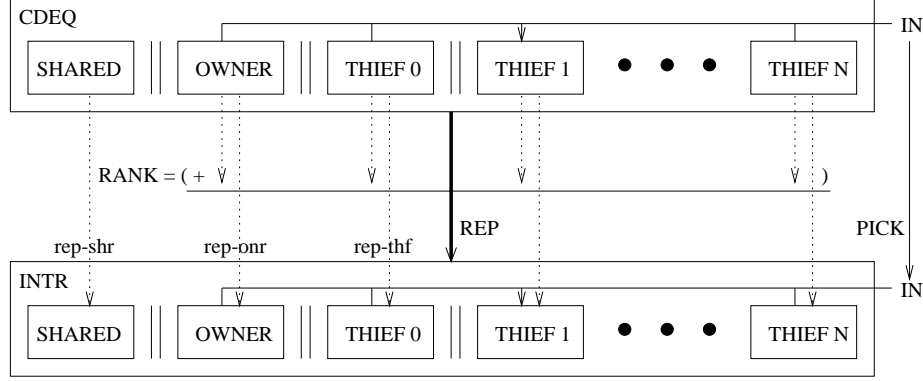 CDEQ
IN
SHARED || OWNER || THIEF 0 || THIEF 1 ● ● ● THIEF N
RANK = ( + )
REP
PICK
rep-shr rep-onr rep-thf
INTR
IN
SHARED || OWNER || THIEF 0 || THIEF 1 ● ● ● THIEF N